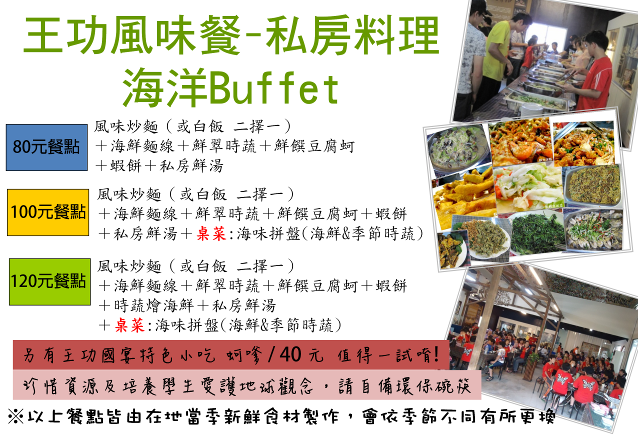 王功風味餐-私房料理
海洋Buffet
80元餐點
風味炒麵（或白飯 二擇一）
＋海鮮麵線＋鮮翠時蔬＋鮮饌豆腐蚵
＋蝦餅＋私房鮮湯
100元餐點
風味炒麵（或白飯 二擇一）
＋海鮮麵線＋鮮翠時蔬＋鮮饌豆腐蚵＋蝦餅
＋私房鮮湯＋桌菜:海味拼盤(海鮮&季節時蔬)
120元餐點
風味炒麵（或白飯 二擇一）
＋海鮮麵線＋鮮翠時蔬＋鮮饌豆腐蚵＋蝦餅
＋時蔬燴海鮮＋私房鮮湯
＋桌菜:海味拼盤(海鮮&季節時蔬)
另有王功國宴特色小吃 蚵嗲/40元 值得一試唷!
珍惜資源及培養學生愛護地球觀念，請自備環保碗筷
※以上餐點皆由在地當季新鮮食材製作，會依季節不同有所更換